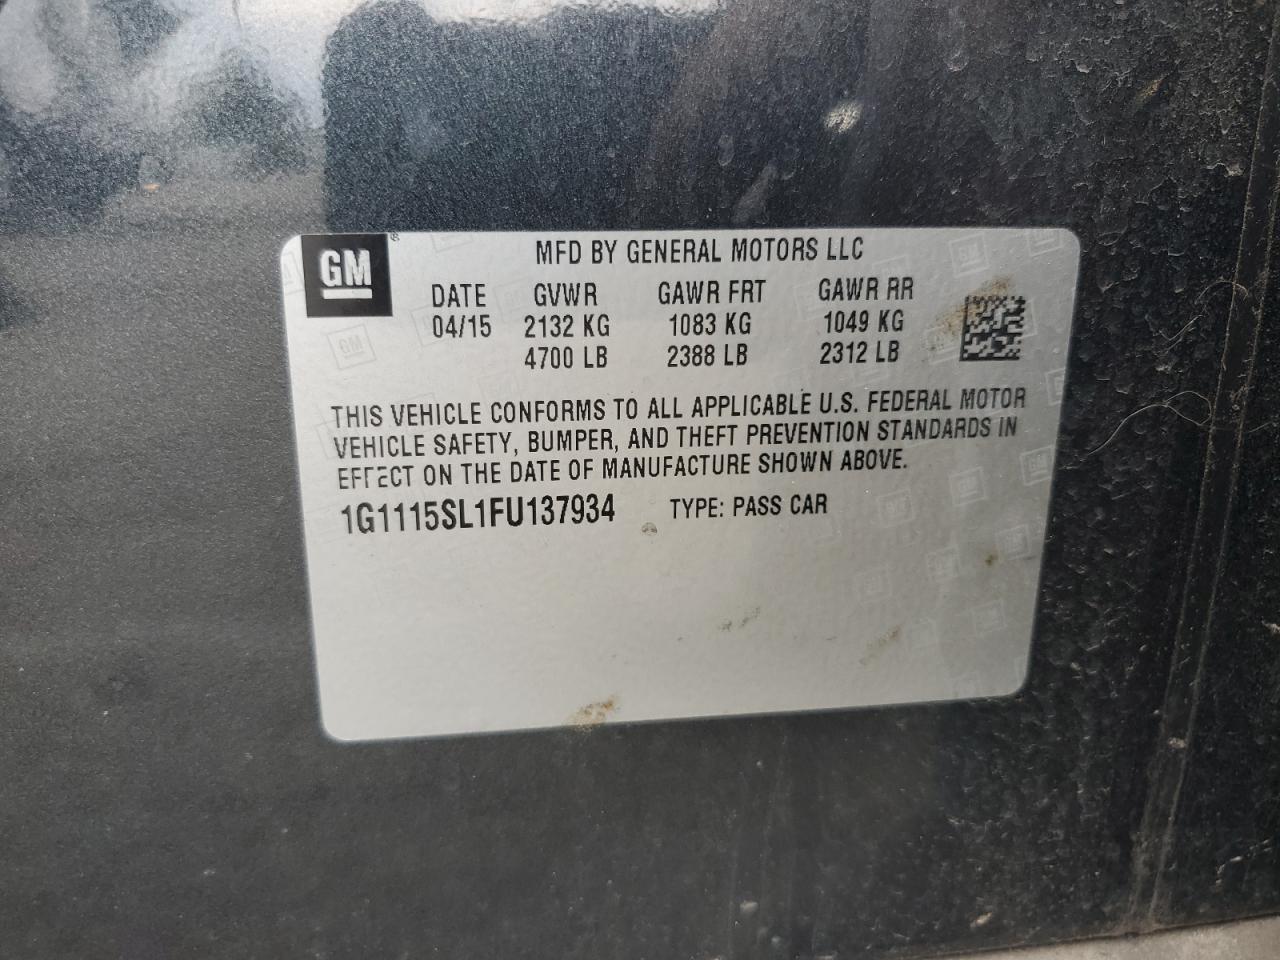 GM
MFD BY GENERAL MOTORS LLC
DATE GVWR GAWR FRT GAWR RR
04/15 2132 KG 1083 KG 1049 KG
4700 LB 2388 LB 2312 LB
THIS VEHICLE CONFORMS TO ALL APPLICABLE U.S. FEDERAL MOTOR
VEHICLE SAFETY, BUMPER, AND THEFT PREVENTION STANDARDS IN
EFFECT ON THE DATE OF MANUFACTURE SHOWN ABOVE.
1G1115SL1FU137934 TYPE: PASS CAR